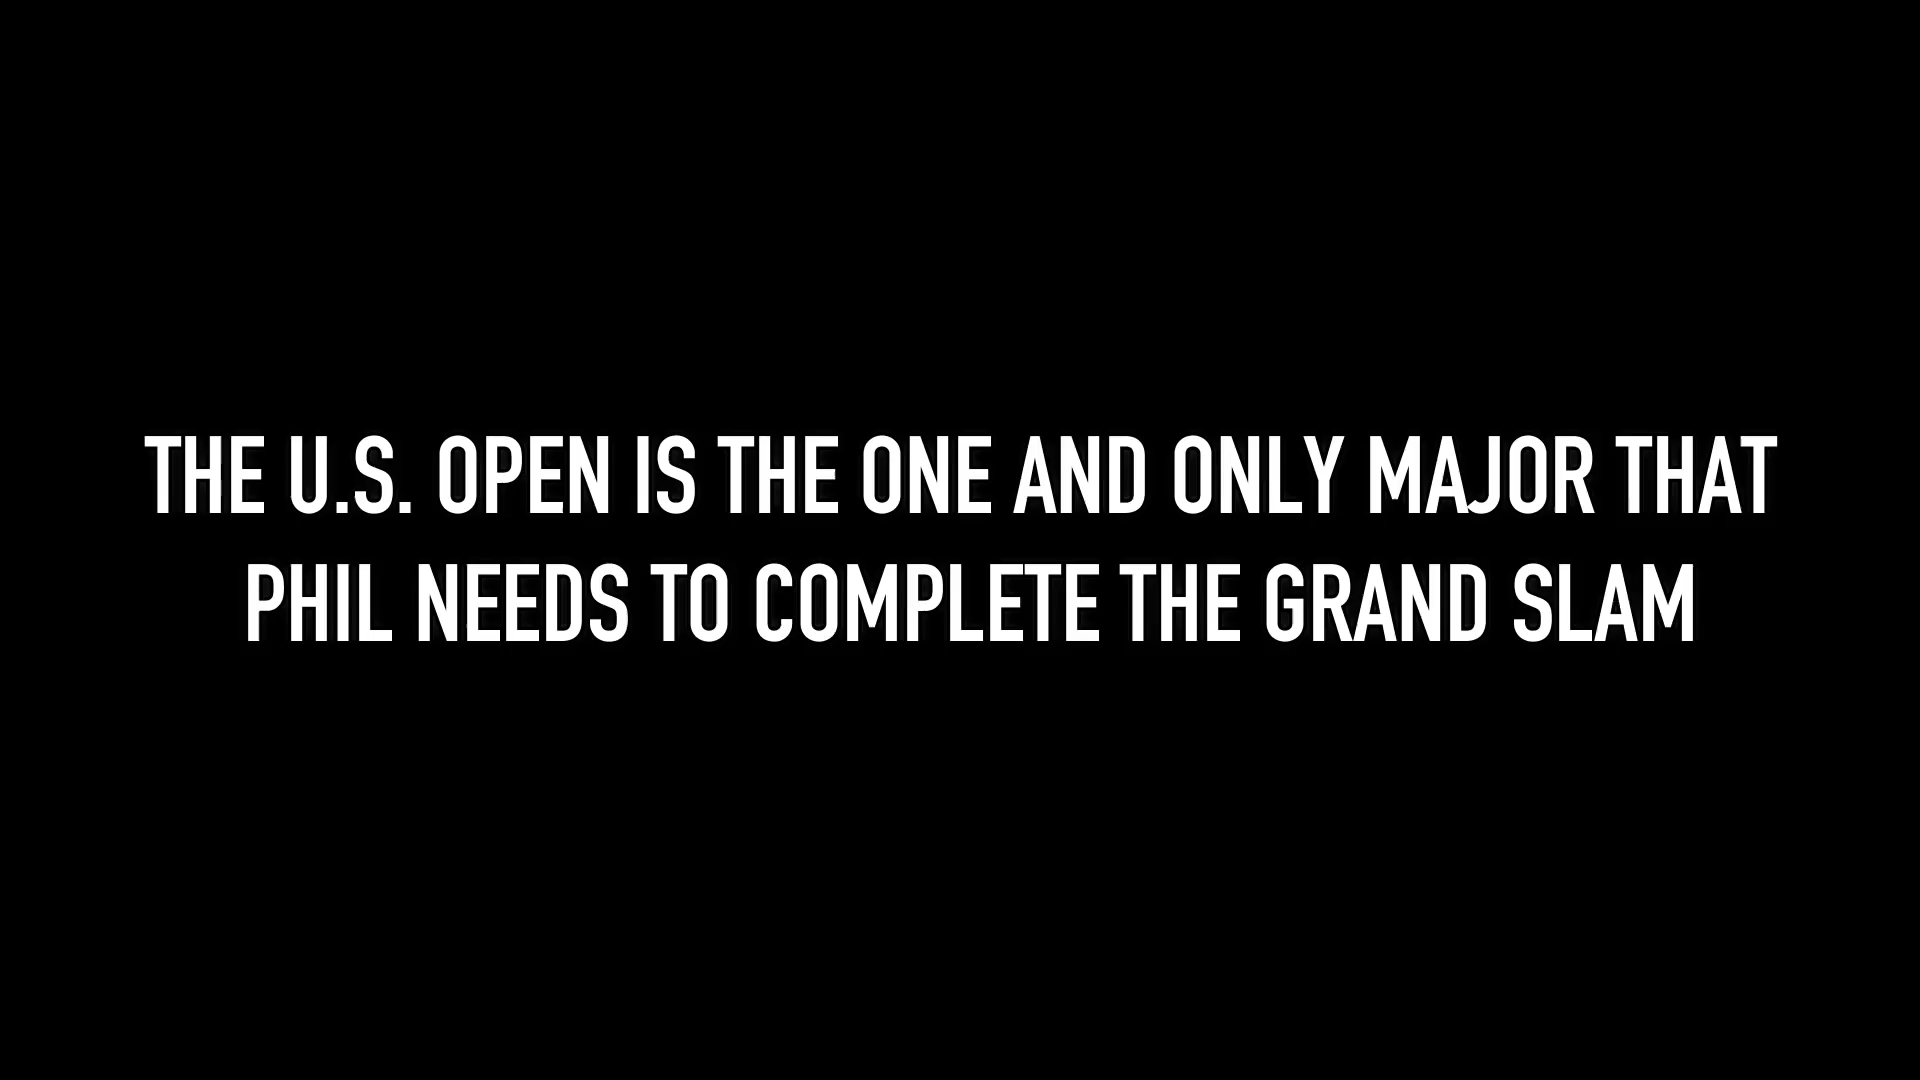 THE U.S. OPEN IS THE ONE AND ONLY MAJOR THAT
PHIL NEEDS TO COMPLETE THE GRAND SLAM